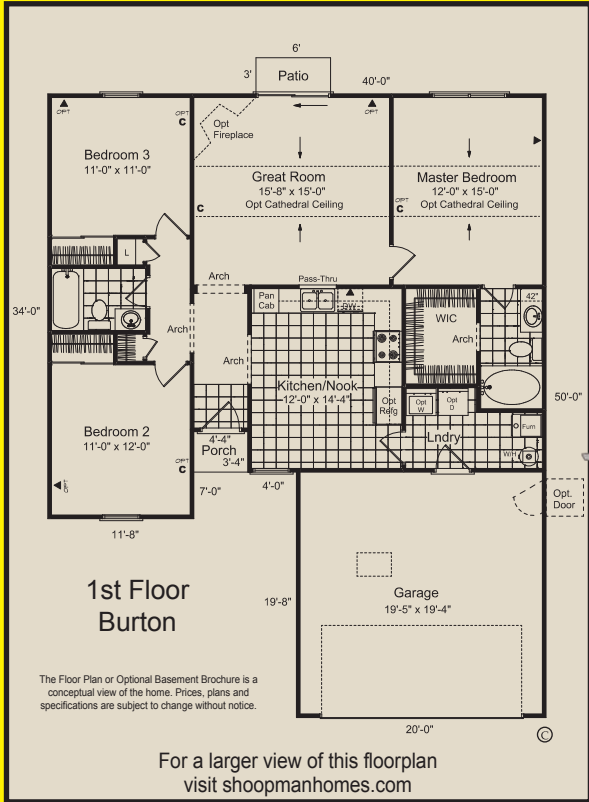 6'
3'
Patio
40'-0"
OPT
OPT
C
Opt
Fireplace
OPT
Bedroom 3
11'-0" x 11'-0"
Great Room
15'-8" x 15'-0"
Opt Cathedral Ceiling
C
Master Bedroom
12'-0" x 15'-0"
Opt Cathedral Ceiling
OPT
C
L
Arch
Pass-Thru
Pan
Cab
DW
42"
34'-0"
WIC
Arch
Arch
Arch
Kitchen/Nook
12'-0" x 14'-4"
50'-0"
Opt
Refg
Opt
W
Opt
D
Bedroom 2
11'-0" x 12'-0"
Lndry
Furn
W/H
4'-4"
Porch
3'-4"
OPT
C
OPT
7'-0"
4'-0"
Opt.
Door
11'-8"
1st Floor
Burton
19'-8"
Garage
19'-5" x 19'-4"
The Floor Plan or Optional Basement Brochure is a
conceptual view of the home. Prices, plans and
specifications are subject to change without notice.
20'-0"
©
For a larger view of this floorplan
visit shoopmanhomes.com